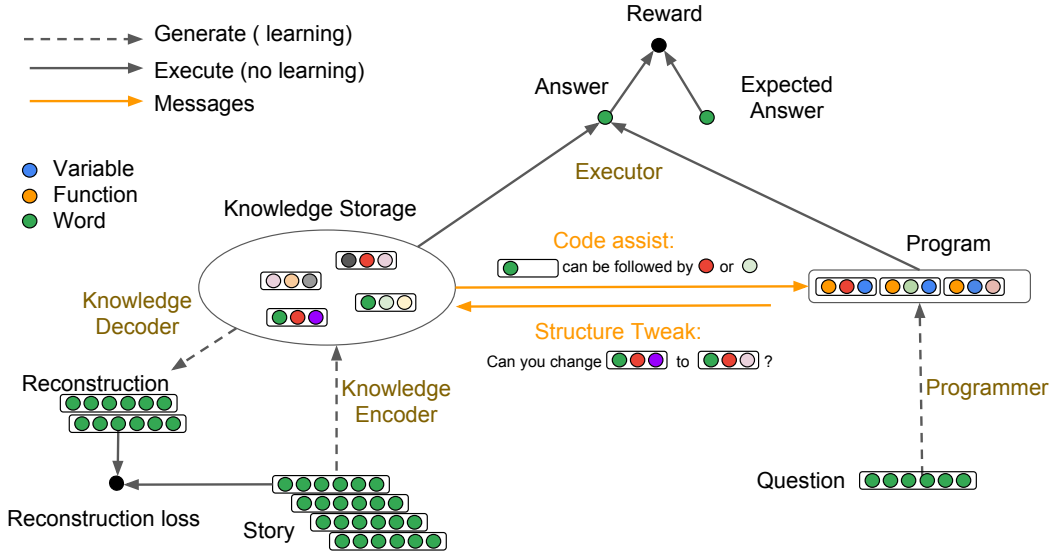 Generate ( learning)
Execute (no learning)
Messages
Variable
Function
Word
Reward
Answer
Expected
Answer
Executor
Knowledge Storage
Code assist:
can be followed by or
Program
Knowledge
Decoder
Structure Tweak:
Can you change to ?
Reconstruction
Knowledge
Encoder
Programmer
Question
Reconstruction loss
Story